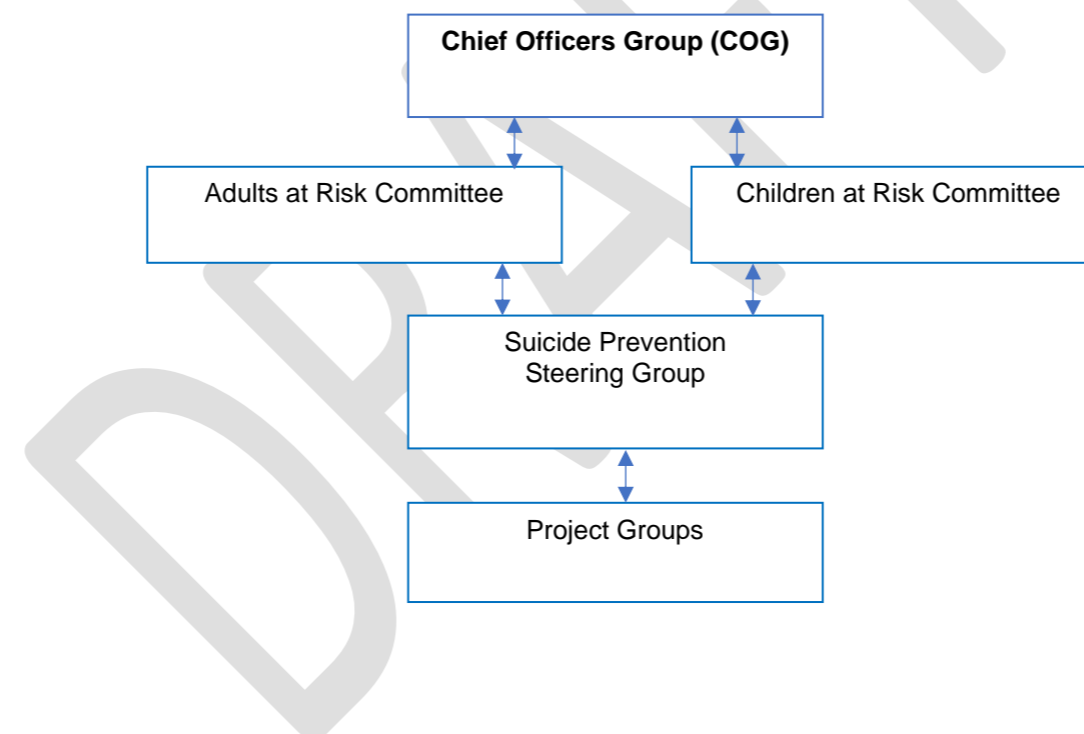 Chief Officers Group (COG)
Adults at Risk Committee
Children at Risk Committee
Suicide Prevention
Steering Group
Project Groups
DRAFT